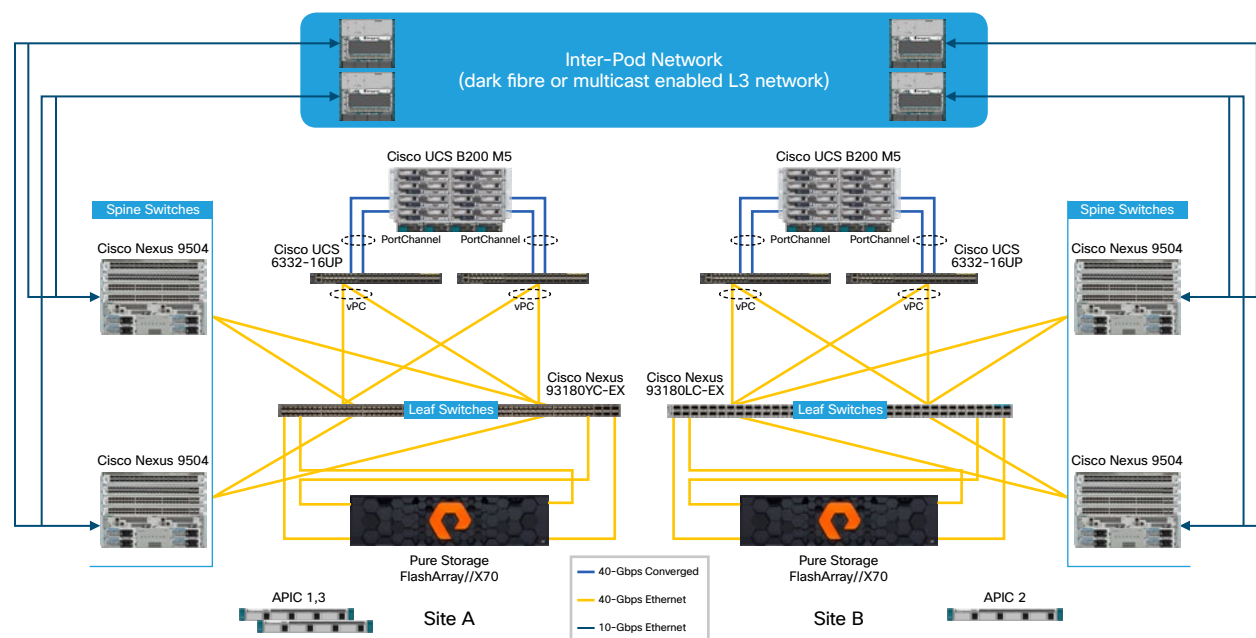 Inter-Pod Network
(dark fibre or multicast enabled L3 network)
Cisco UCS B200 M5
Cisco UCS B200 M5
Spine Switches
Spine Switches
PortChannel
PortChannel
PortChannel
PortChannel
Cisco UCS
6332-16UP
Cisco UCS
6332-16UP
Cisco Nexus 9504
Cisco Nexus 9504
vPC
vPC
vPC
vPC
Cisco Nexus
93180YC-EX
Cisco Nexus
93180LC-EX
Leaf Switches
Leaf Switches
Cisco Nexus 9504
Cisco Nexus 9504
Pure Storage
FlashArray//X70
Pure Storage
FlashArray//X70
40-Gbps Converged
40-Gbps Ethernet
10-Gbps Ethernet
APIC 1,3
Site A
Site B
APIC 2